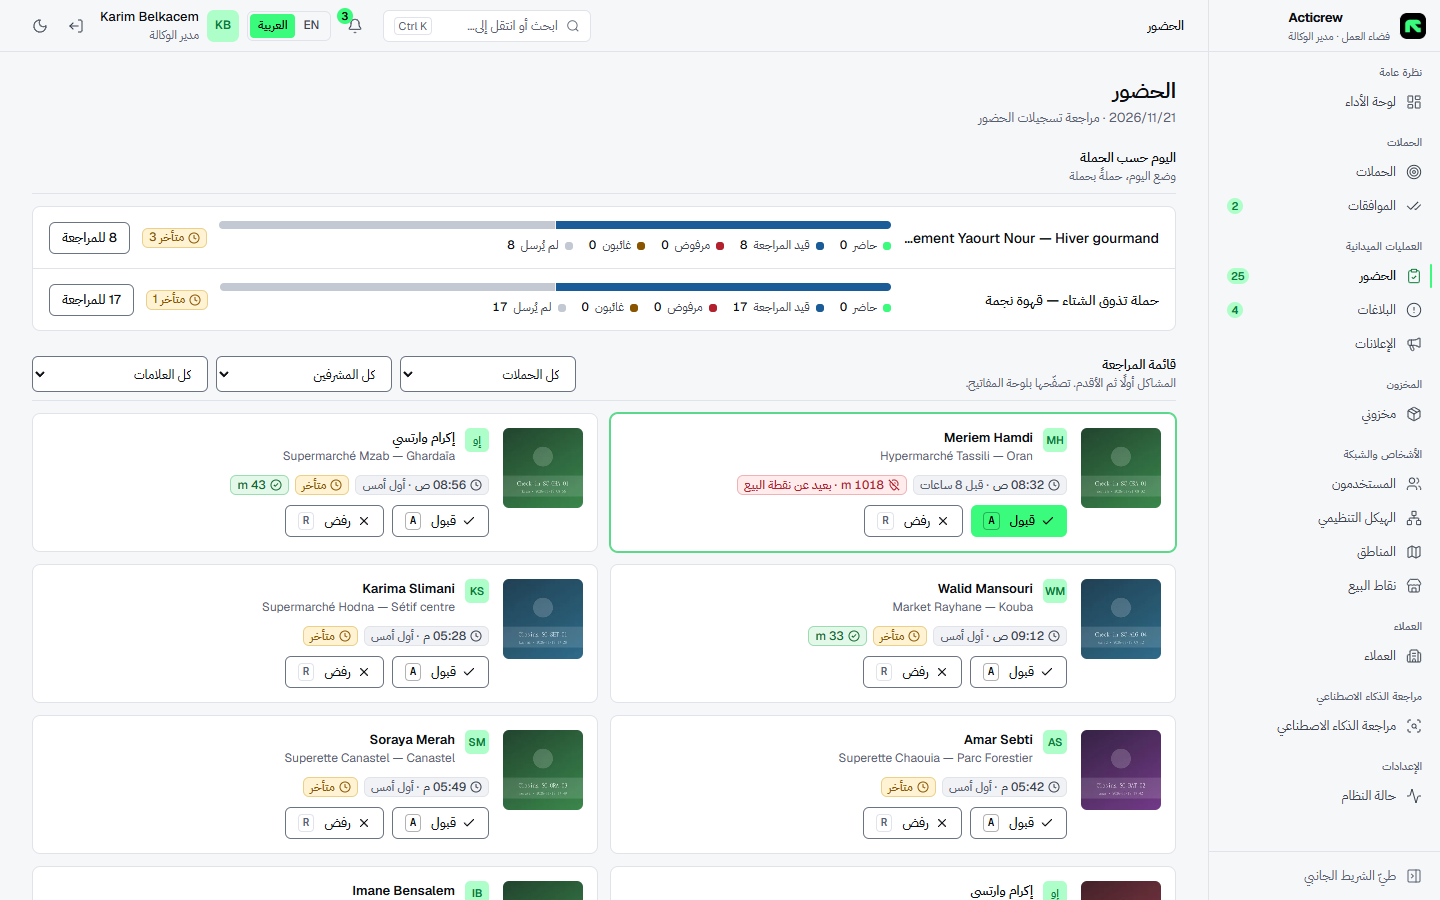 Acticrew
فضاء العمل · مدير الوكالة
نظرة عامة
لوحة الأداء
الحملات
الحملات
الموافقات 2
العمليات الميدانية
الحضور 25
البلاغات 4
الإعلانات
المخزون
مخزوني
الأشخاص والشبكة
المستخدمون
الهيكل التنظيمي
المناطق
نقاط البيع
العملاء
العملاء
مراجعة الذكاء الاصطناعي
مراجعة الذكاء الاصطناعي
الإعدادات
حالة النظام
طيّ الشريط الجانبي
الحضور
ابحث أو انتقل إلى... Ctrl K
3
EN العربية
KB Karim Belkacem
مدير الوكالة
الحضور
2026/11/21 · مراجعة تسجيلات الحضور
اليوم حسب الحملة
وضع اليوم، حملةً بحملة
...ement Yaourt Nour — Hiver gourmand
حاضر 0 قيد المراجعة 8 مرفوض 0 غائبون 0 لم يُرسل 8
متأخر 3
8 للمراجعة
حملة تذوق الشتاء — قهوة نجمة
حاضر 0 قيد المراجعة 17 مرفوض 0 غائبون 0 لم يُرسل 17
متأخر 1
17 للمراجعة
قائمة المراجعة
المشاكل أولًا ثم الأقدم. تصفّحها بلوحة المفاتيح.
كل الحملات
كل المشرفين
كل العلامات
MH Meriem Hamdi
Hypermarché Tassili — Oran
08:32 ص · قبل 8 ساعات
1018 m · بعيد عن نقطة البيع
قبول A رفض R
إو إكرام وارتسي
Supermarché Mzab — Ghardaïa
08:56 ص · أول أمس
متأخر
43 m
قبول A رفض R
WM Walid Mansouri
Market Rayhane — Kouba
09:12 ص · أول أمس
متأخر
33 m
قبول A رفض R
KS Karima Slimani
Supermarché Hodna — Sétif centre
05:28 م · أول أمس
متأخر
قبول A رفض R
AS Amar Sebti
Superette Chaouia — Parc Forestier
05:42 م · أول أمس
متأخر
قبول A رفض R
SM Soraya Merah
Superette Canastel — Canastel
05:49 م · أول أمس
متأخر
قبول A رفض R
إو إكرام وارتسي
IB Imane Bensalem